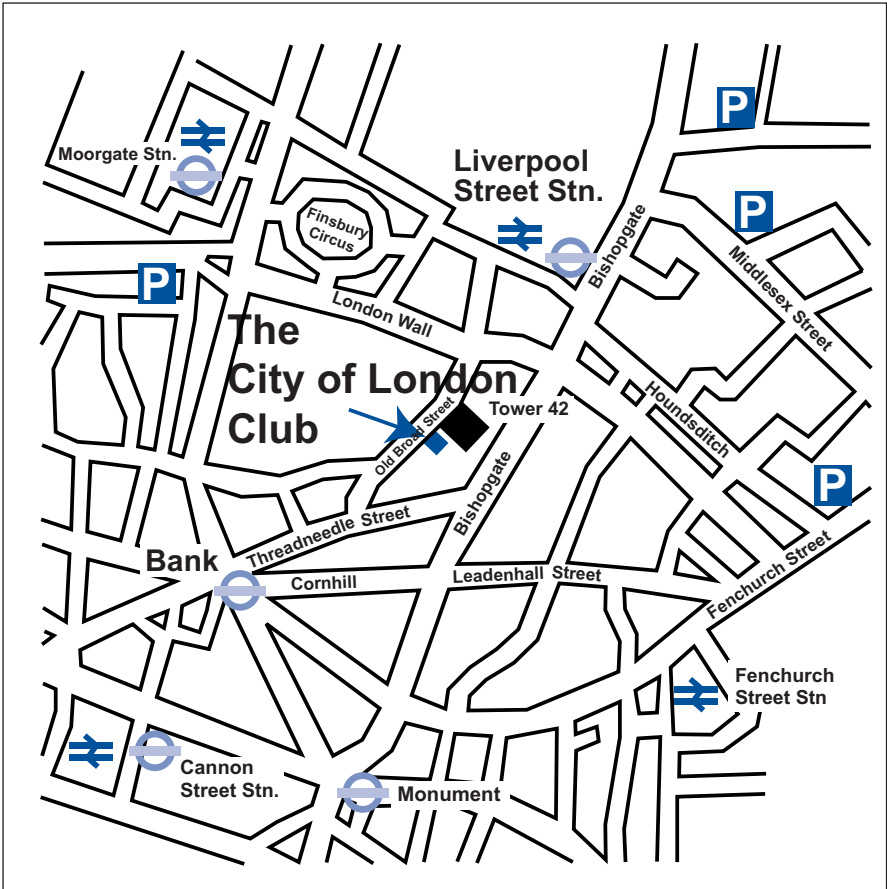 P
Moorgate Stn.
Liverpool
Street Stn.
P
Finsbury
Circus
Bishopgate
Middlesex Street
P
London Wall
The
City of London
Club
Tower 42
Old Broad Street
Houndsditch
Bishopgate
P
Threadneedle Street
Bank
Cornhill
Leadenhall Street
Fenchurch Street
Fenchurch
Street Stn
Cannon
Street Stn.
Monument